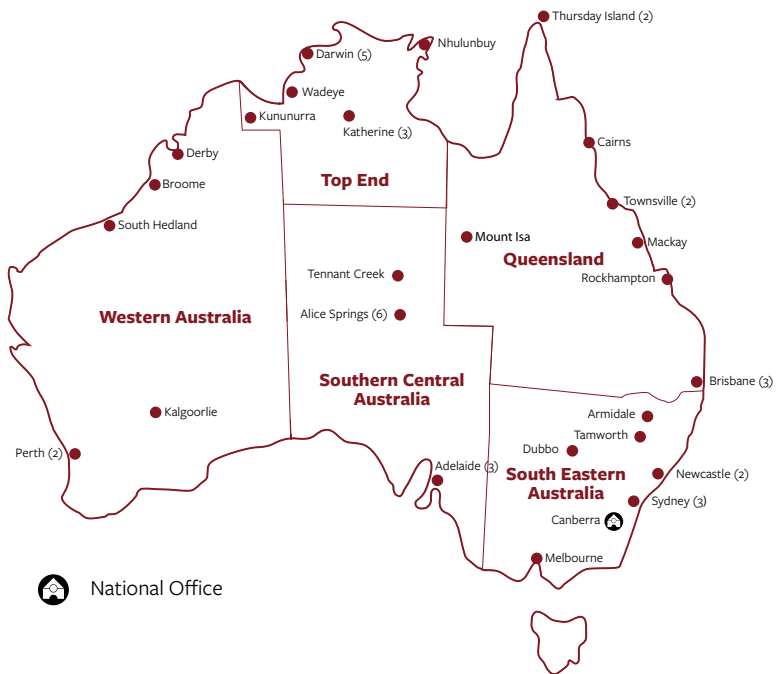 Thursday Island (2)
Nhulunbuy
Darwin (5)
Wadeye
Kununurra
Katherine (3)
Cairns
Derby
Top End
Broome
Townsville (2)
South Hedland
Mount Isa
Mackay
Queensland
Tennant Creek
Rockhampton
Alice Springs (6)
Western Australia
Southern Central
Australia
Brisbane (3)
Kalgoorlie
Armidale
Tamworth
Dubbo
Perth (2)
Adelaide (3)
South Eastern
Australia
Newcastle (2)
Sydney (3)
Canberra
Melbourne
National Office